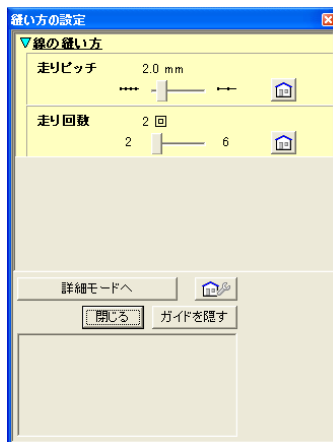 縫い方の設定
▼線の縫い方
走りピッチ 2.0 mm
走り回数 2 回
2 6
詳細モードへ
閉じる ガイドを隠す